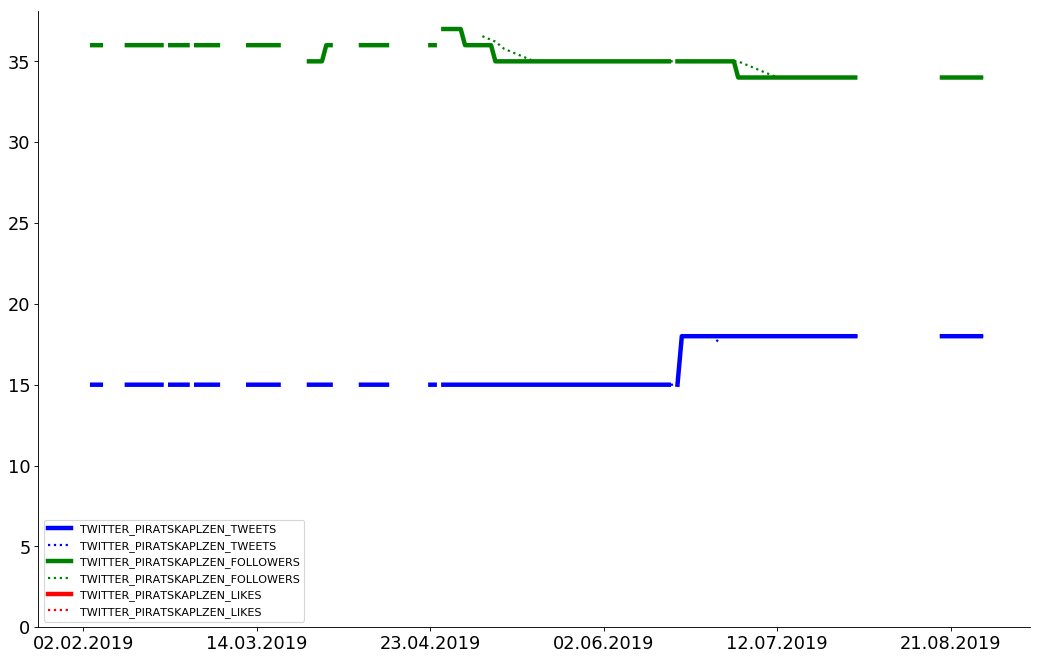 35
30
25
20
15
10
5
0
TWITTER_PIRATSKAPLZEN_TWEETS
TWITTER_PIRATSKAPLZEN_TWEETS
TWITTER_PIRATSKAPLZEN_FOLLOWERS
TWITTER_PIRATSKAPLZEN_FOLLOWERS
TWITTER_PIRATSKAPLZEN_LIKES
TWITTER_PIRATSKAPLZEN_LIKES
02.02.2019 14.03.2019 23.04.2019 02.06.2019 12.07.2019 21.08.2019